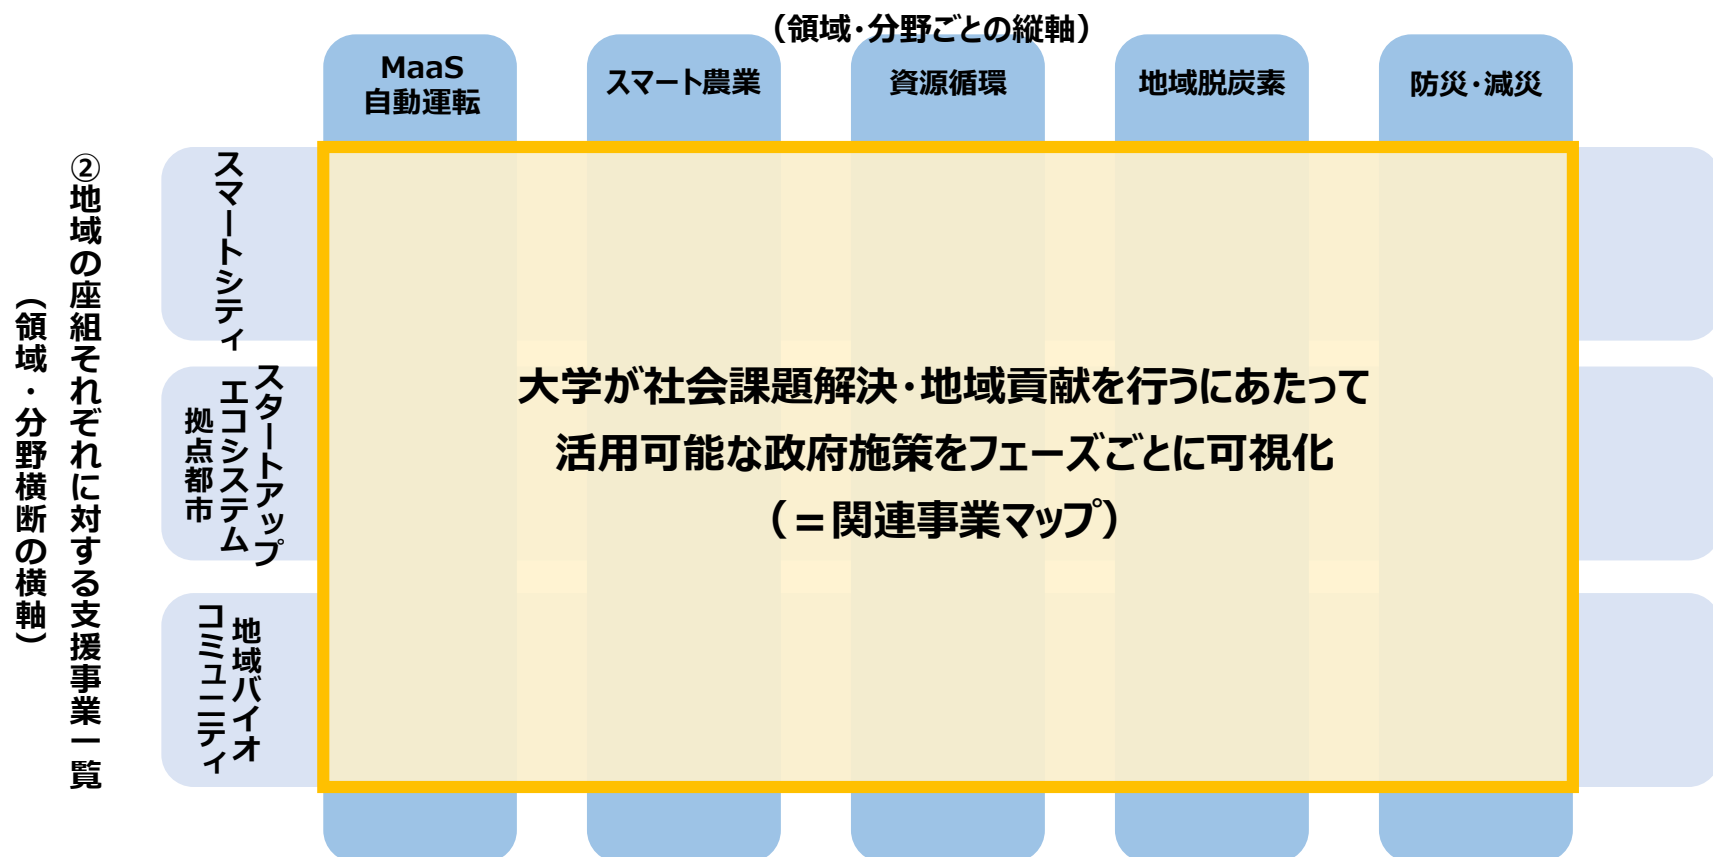 （領域・分野ごとの縦軸）
MaaS
自動運転
スマート農業
資源循環
地域脱炭素
防災・減災
②地域の座組それぞれに対する支援事業一覧
（領域・分野横断の横軸）
スマートシティ
スタートアップ
エコシステム
拠点都市
地域バイオ
コミュニティ
大学が社会課題解決・地域貢献を行うにあたって
活用可能な政府施策をフェーズごとに可視化
（＝関連事業マップ）